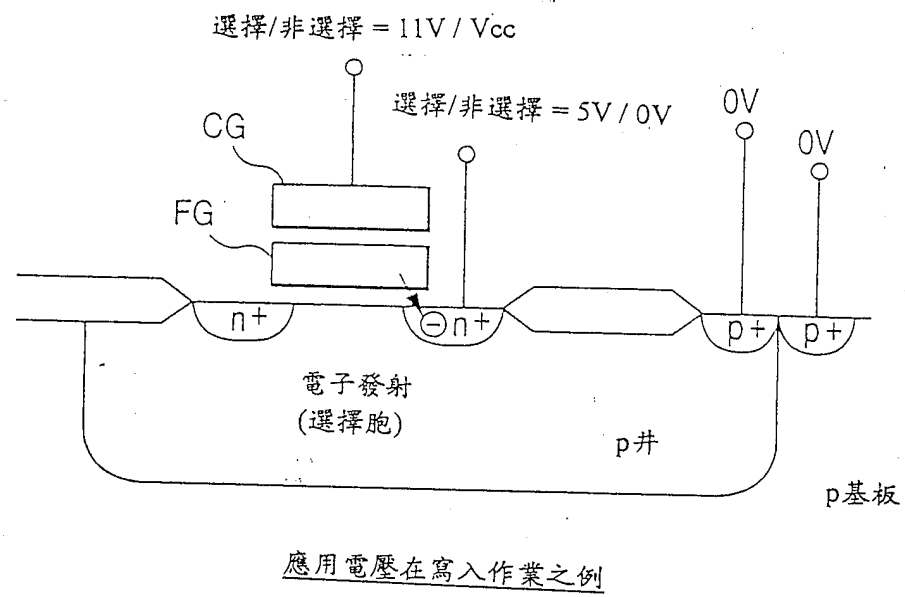 選擇/非選擇 = 11V / Vcc
選擇/非選擇 = 5V / 0V
0V
0V
CG
FG
n+
⊖n+
p+
p+
電子發射
(選擇胞)
p井
p基板
應用電壓在寫入作業之例